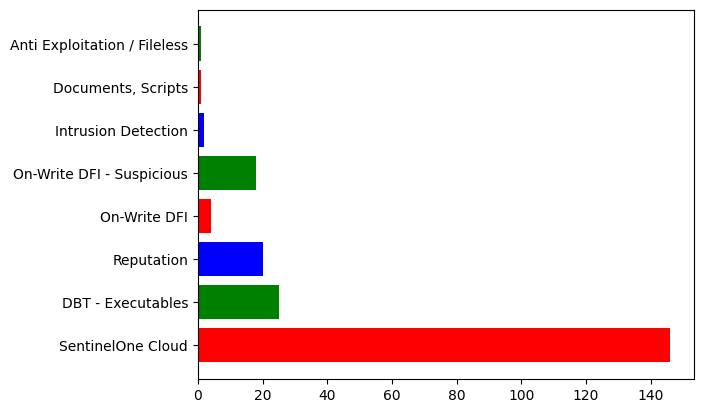 Anti Exploitation / Fileless
Documents, Scripts
Intrusion Detection
On-Write DFI - Suspicious
On-Write DFI
Reputation
DBT - Executables
SentinelOne Cloud
0 20 40 60 80 100 120 140